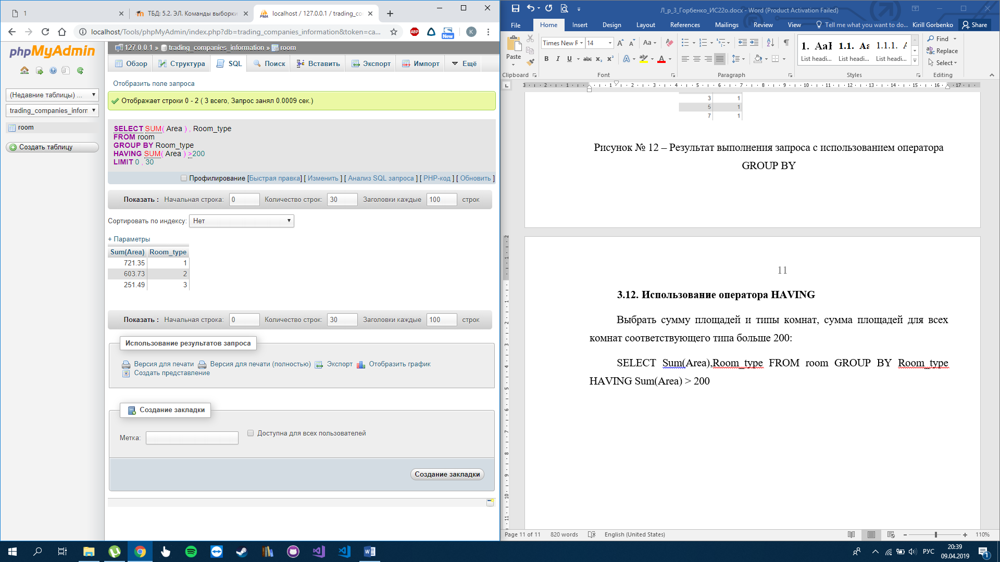 1
ТБД: 5.2. ЭЛ. Команды выборки
localhost / 127.0.0.1 / trading_co
localhost/Tools/phpMyAdmin/index.php?db=trading_companies_information&token=ca...
ABP
New
K
phpMyAdmin
(Недавние таблицы) ...
trading_companies_inforn
room
Создать таблицу
127.0.0.1 » trading_companies_information » room
Обзор
Структура
SQL
Поиск
Вставить
Экспорт
Импорт
Ещё
Отобразить поле запроса
Отображает строки 0 - 2 ( 3 всего, Запрос занял 0.0009 сек.)
SELECT SUM( Area ) , Room_type
FROM room
GROUP BY Room_type
HAVING SUM( Area ) >200
LIMIT 0 , 30
Профилирование [Быстрая правка] [ Изменить ] [ Анализ SQL запроса ] [ PHP-код ] [ Обновить ]
Показать : Начальная строка: 0 Количество строк: 30 Заголовки каждые 100 строк
Сортировать по индексу: Нет
+ Параметры
Sum(Area) Room_type
721.35 1
603.73 2
251.49 3
Показать : Начальная строка: 0 Количество строк: 30 Заголовки каждые 100 строк
Использование результатов запроса
Версия для печати Версия для печати (полностью) Экспорт Отобразить график
Создать представление
Создание закладки
Метка:
Доступна для всех пользователей
Создание закладки
Л_р_3_Горбенко_ИС22о.docx - Word (Product Activation Failed)
File Home Insert Design Layout References Mailings Review View Tell me what you want to do... Kirill Gorbenko Share
Paste
Times New F 14
Clipboard
Font
Paragraph
1. AaI 1.1. Aa 1.1.1. A
List headi... List headi... List headi...
Styles
Find
Replace
Select
Editing
3 1
5 1
7 1
Рисунок № 12 – Результат выполнения запроса с использованием оператора
GROUP BY
11
3.12. Использование оператора HAVING
Выбрать сумму площадей и типы комнат, сумма площадей для всех
комнат соответствующего типа больше 200:
SELECT Sum(Area),Room_type FROM room GROUP BY Room_type
HAVING Sum(Area) > 200
Page 11 of 11 820 words English (United States) 110%
РУС
20:39
09.04.2019
1